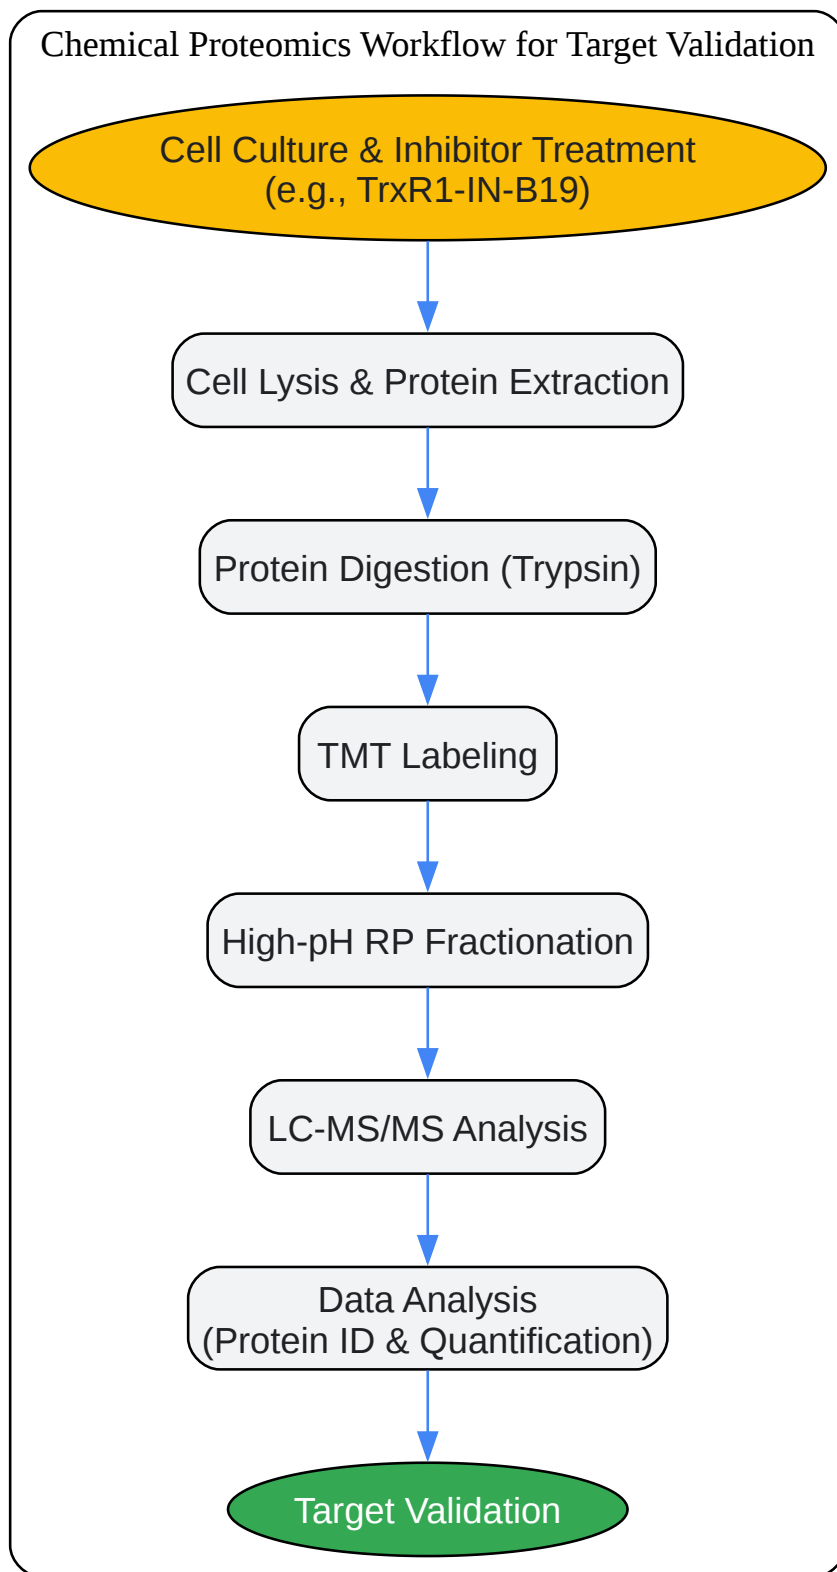 Chemical Proteomics Workflow for Target Validation
Cell Culture & Inhibitor Treatment
(e.g., TrxR1-IN-B19)
Cell Lysis & Protein Extraction
Protein Digestion (Trypsin)
TMT Labeling
High-pH RP Fractionation
LC-MS/MS Analysis
Data Analysis
(Protein ID & Quantification)
Target Validation